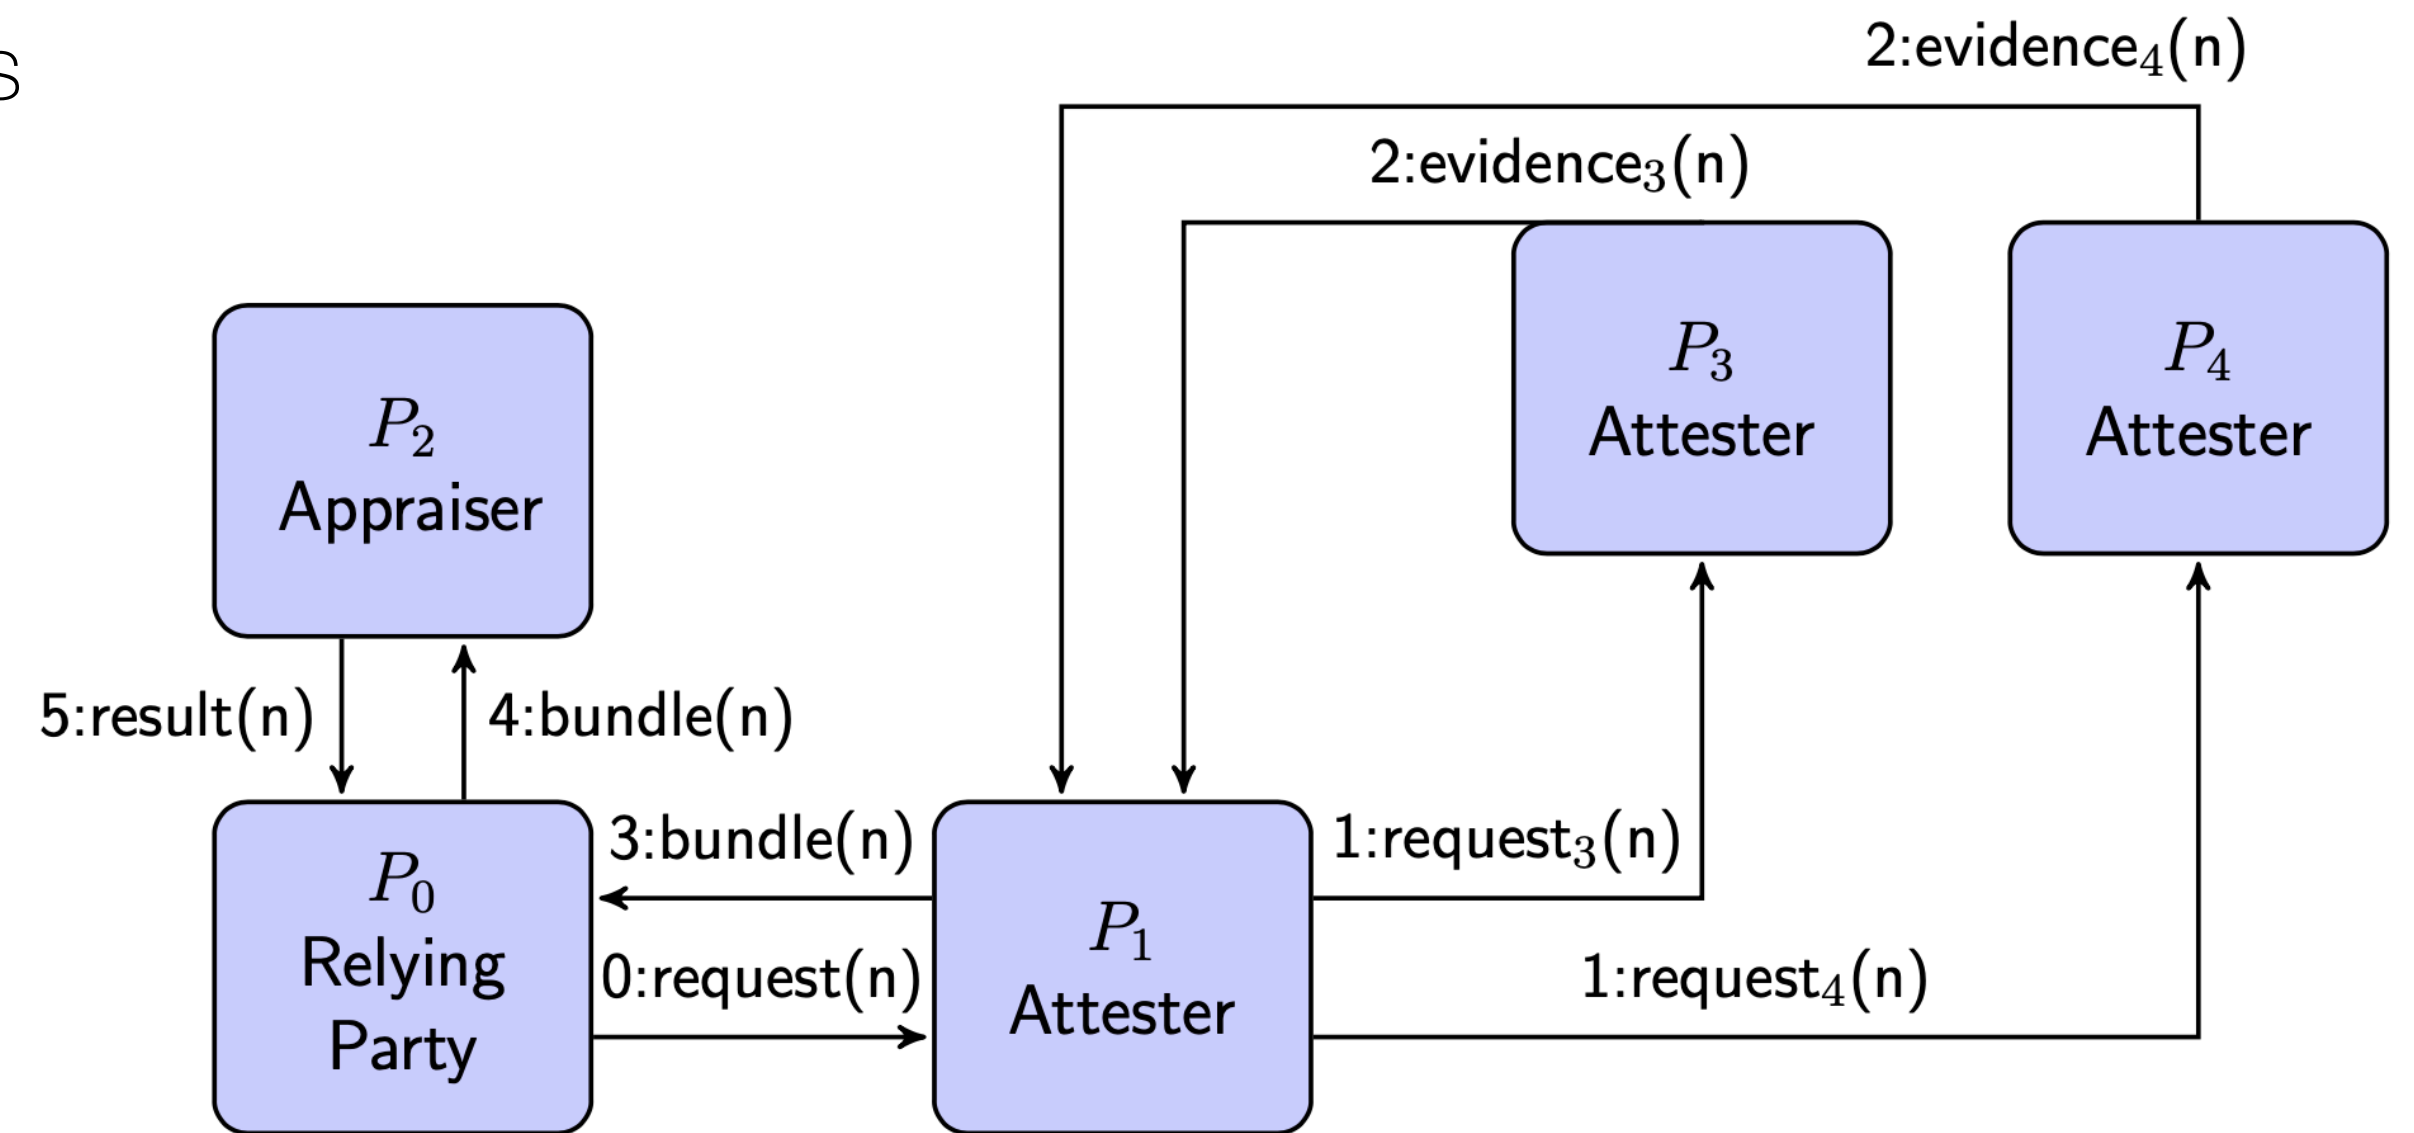 s
2:evidence₄(n)
2:evidence₃(n)
P₂
Appraiser
P₃
Attester
P₄
Attester
5:result(n)
4:bundle(n)
P₀
Relying
Party
3:bundle(n)
0:request(n)
P₁
Attester
1:request₃(n)
1:request₄(n)